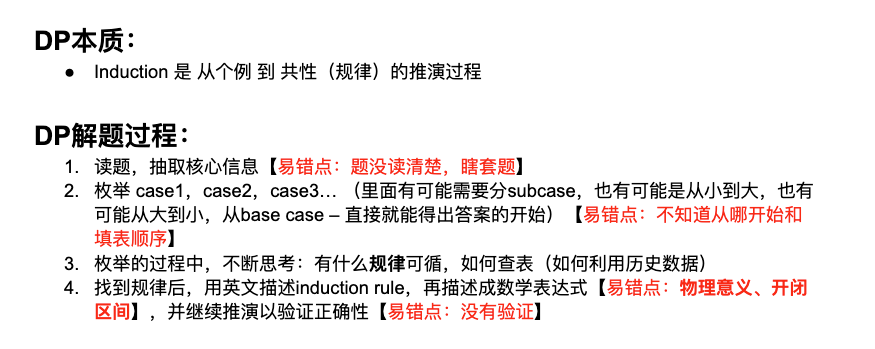 DP本质：
● Induction 是 从个例 到 共性（规律）的推演过程
DP解题过程：
1. 读题，抽取核心信息【易错点：题没读清楚，瞎套题】
2. 枚举 case1，case2，case3… （里面有可能需要分subcase，也有可能是从小到大，也有
可能从大到小，从base case – 直接就能得出答案的开始）【易错点：不知道从哪开始和
填表顺序】
3. 枚举的过程中，不断思考：有什么规律可循，如何查表（如何利用历史数据）
4. 找到规律后，用英文描述induction rule，再描述成数学表达式【易错点：物理意义、开闭
区间】，并继续推演以验证正确性【易错点：没有验证】